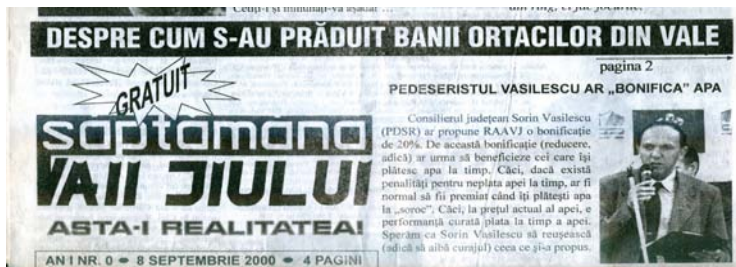 Citiți-i și minunați-vă așadar ...
DESPRE CUM S-AU PRĂDUIT BANII ORTACILOR DIN VALE
pagina 2
GRATUIT
săptămâna
VĂII JIULUI
ASTA-I REALITATEA!
AN I NR. 0 • 8 SEPTEMBRIE 2000 • 4 PAGINI
PEDESERISTUL VASILESCU AR „BONIFICA” APA
Consilierul județean Sorin Vasilescu
(PDSR) ar propune RAAVJ o bonificație
de 20%. De această bonificație (reducere,
adică) ar urma să beneficieze cei care își
plătesc apa la timp. Căci, dacă există
penalități pentru neplata apei la timp, ar fi
normal să fii premiat când îți plătești apa
la „soroc”. Căci, la prețul actual al apei, e
performanță curată plata la timp a apei.
Sperăm ca Sorin Vasilescu să reușească
(adică să aibă curajul) ceea ce și-a propus.